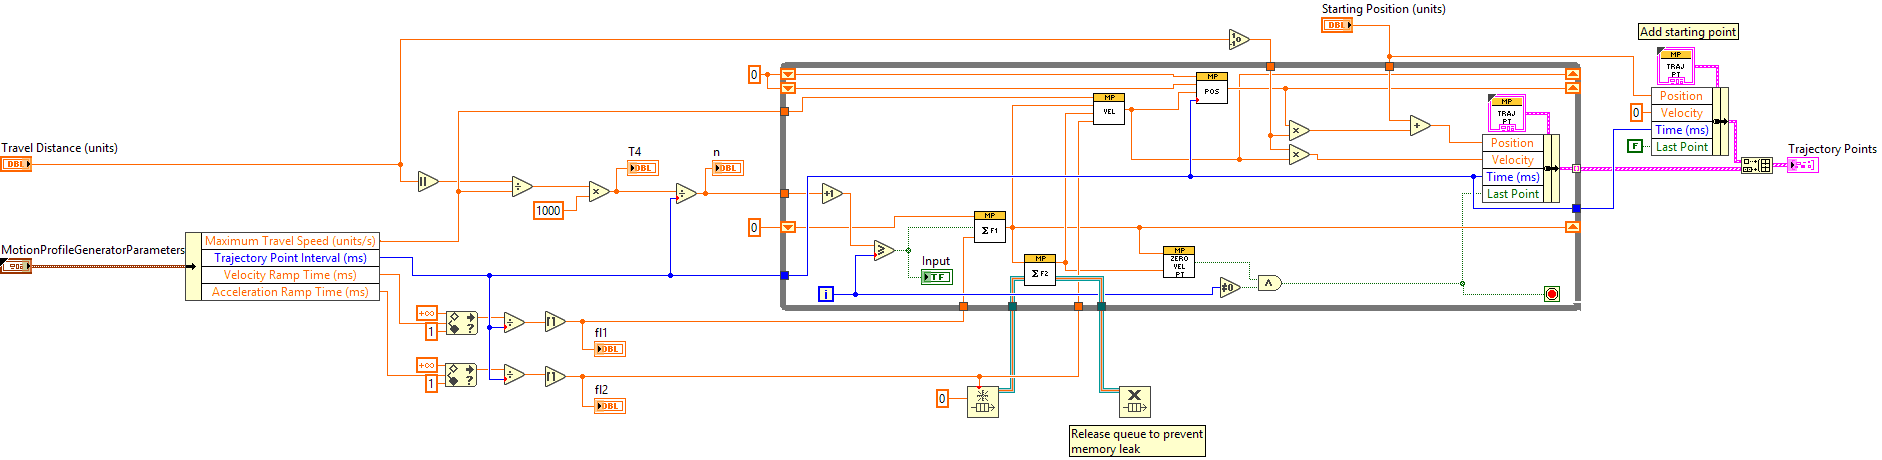 Starting Position (units)
DBL
Add starting point
MP
TRAJ
PT
Position
0
Velocity
Time (ms)
F
Last Point
Trajectory Points
Travel Distance (units)
DBL
T4
DBL
n
DBL
1000
0
MP
POS
MP
VEL
MP
TRAJ
PT
Position
Velocity
Time (ms)
Last Point
+1
0
MP
Σ F1
MP
Σ F2
MP
ZERO
VEL
PT
Input
TF
i
≠0
MotionProfileGeneratorParameters
Maximum Travel Speed (units/s)
Trajectory Point Interval (ms)
Velocity Ramp Time (ms)
Acceleration Ramp Time (ms)
+∞
1
?
fl1
DBL
+∞
1
?
fl2
DBL
0
Release queue to prevent
memory leak